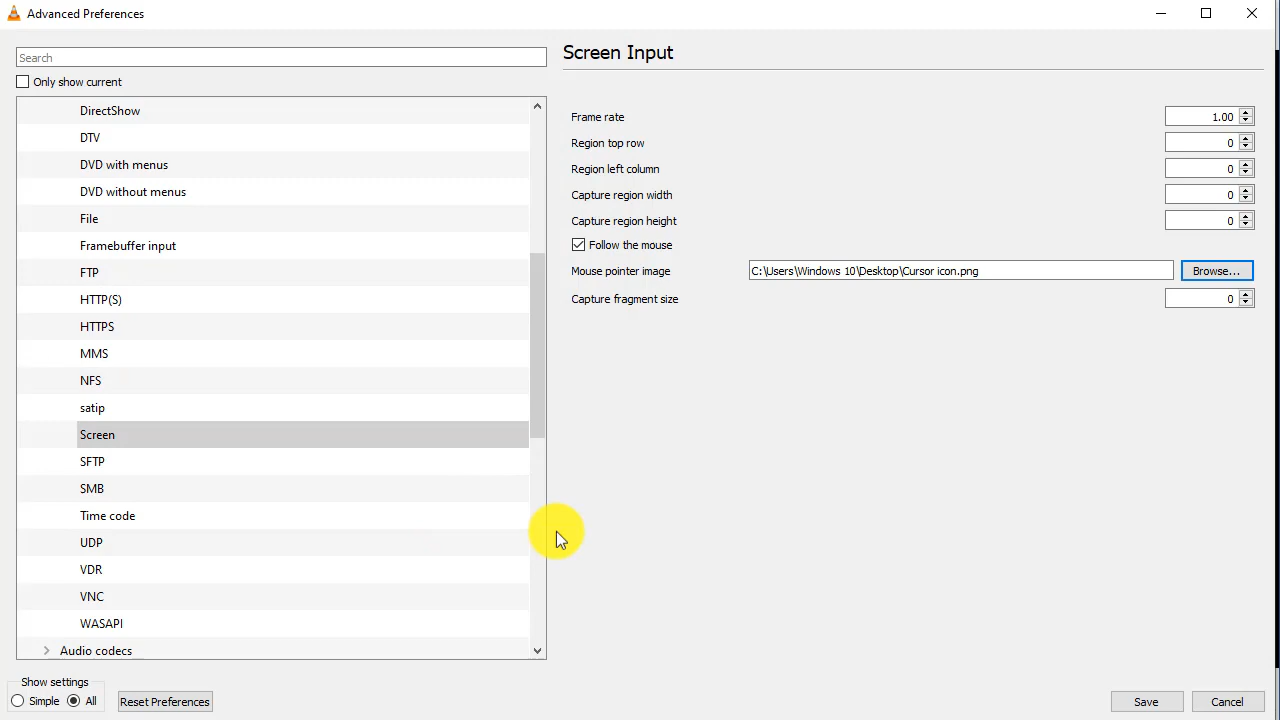 Advanced Preferences
Search
Only show current
DirectShow
DTV
DVD with menus
DVD without menus
File
Framebuffer input
FTP
HTTP(S)
HTTPS
MMS
NFS
satip
Screen
SFTP
SMB
Time code
UDP
VDR
VNC
WASAPI
Audio codecs
Show settings
Simple All
Reset Preferences
Screen Input
Frame rate 1.00
Region top row 0
Region left column 0
Capture region width 0
Capture region height 0
Follow the mouse
Mouse pointer image C:\Users\Windows 10\Desktop\Cursor icon.png Browse...
Capture fragment size 0
Save Cancel